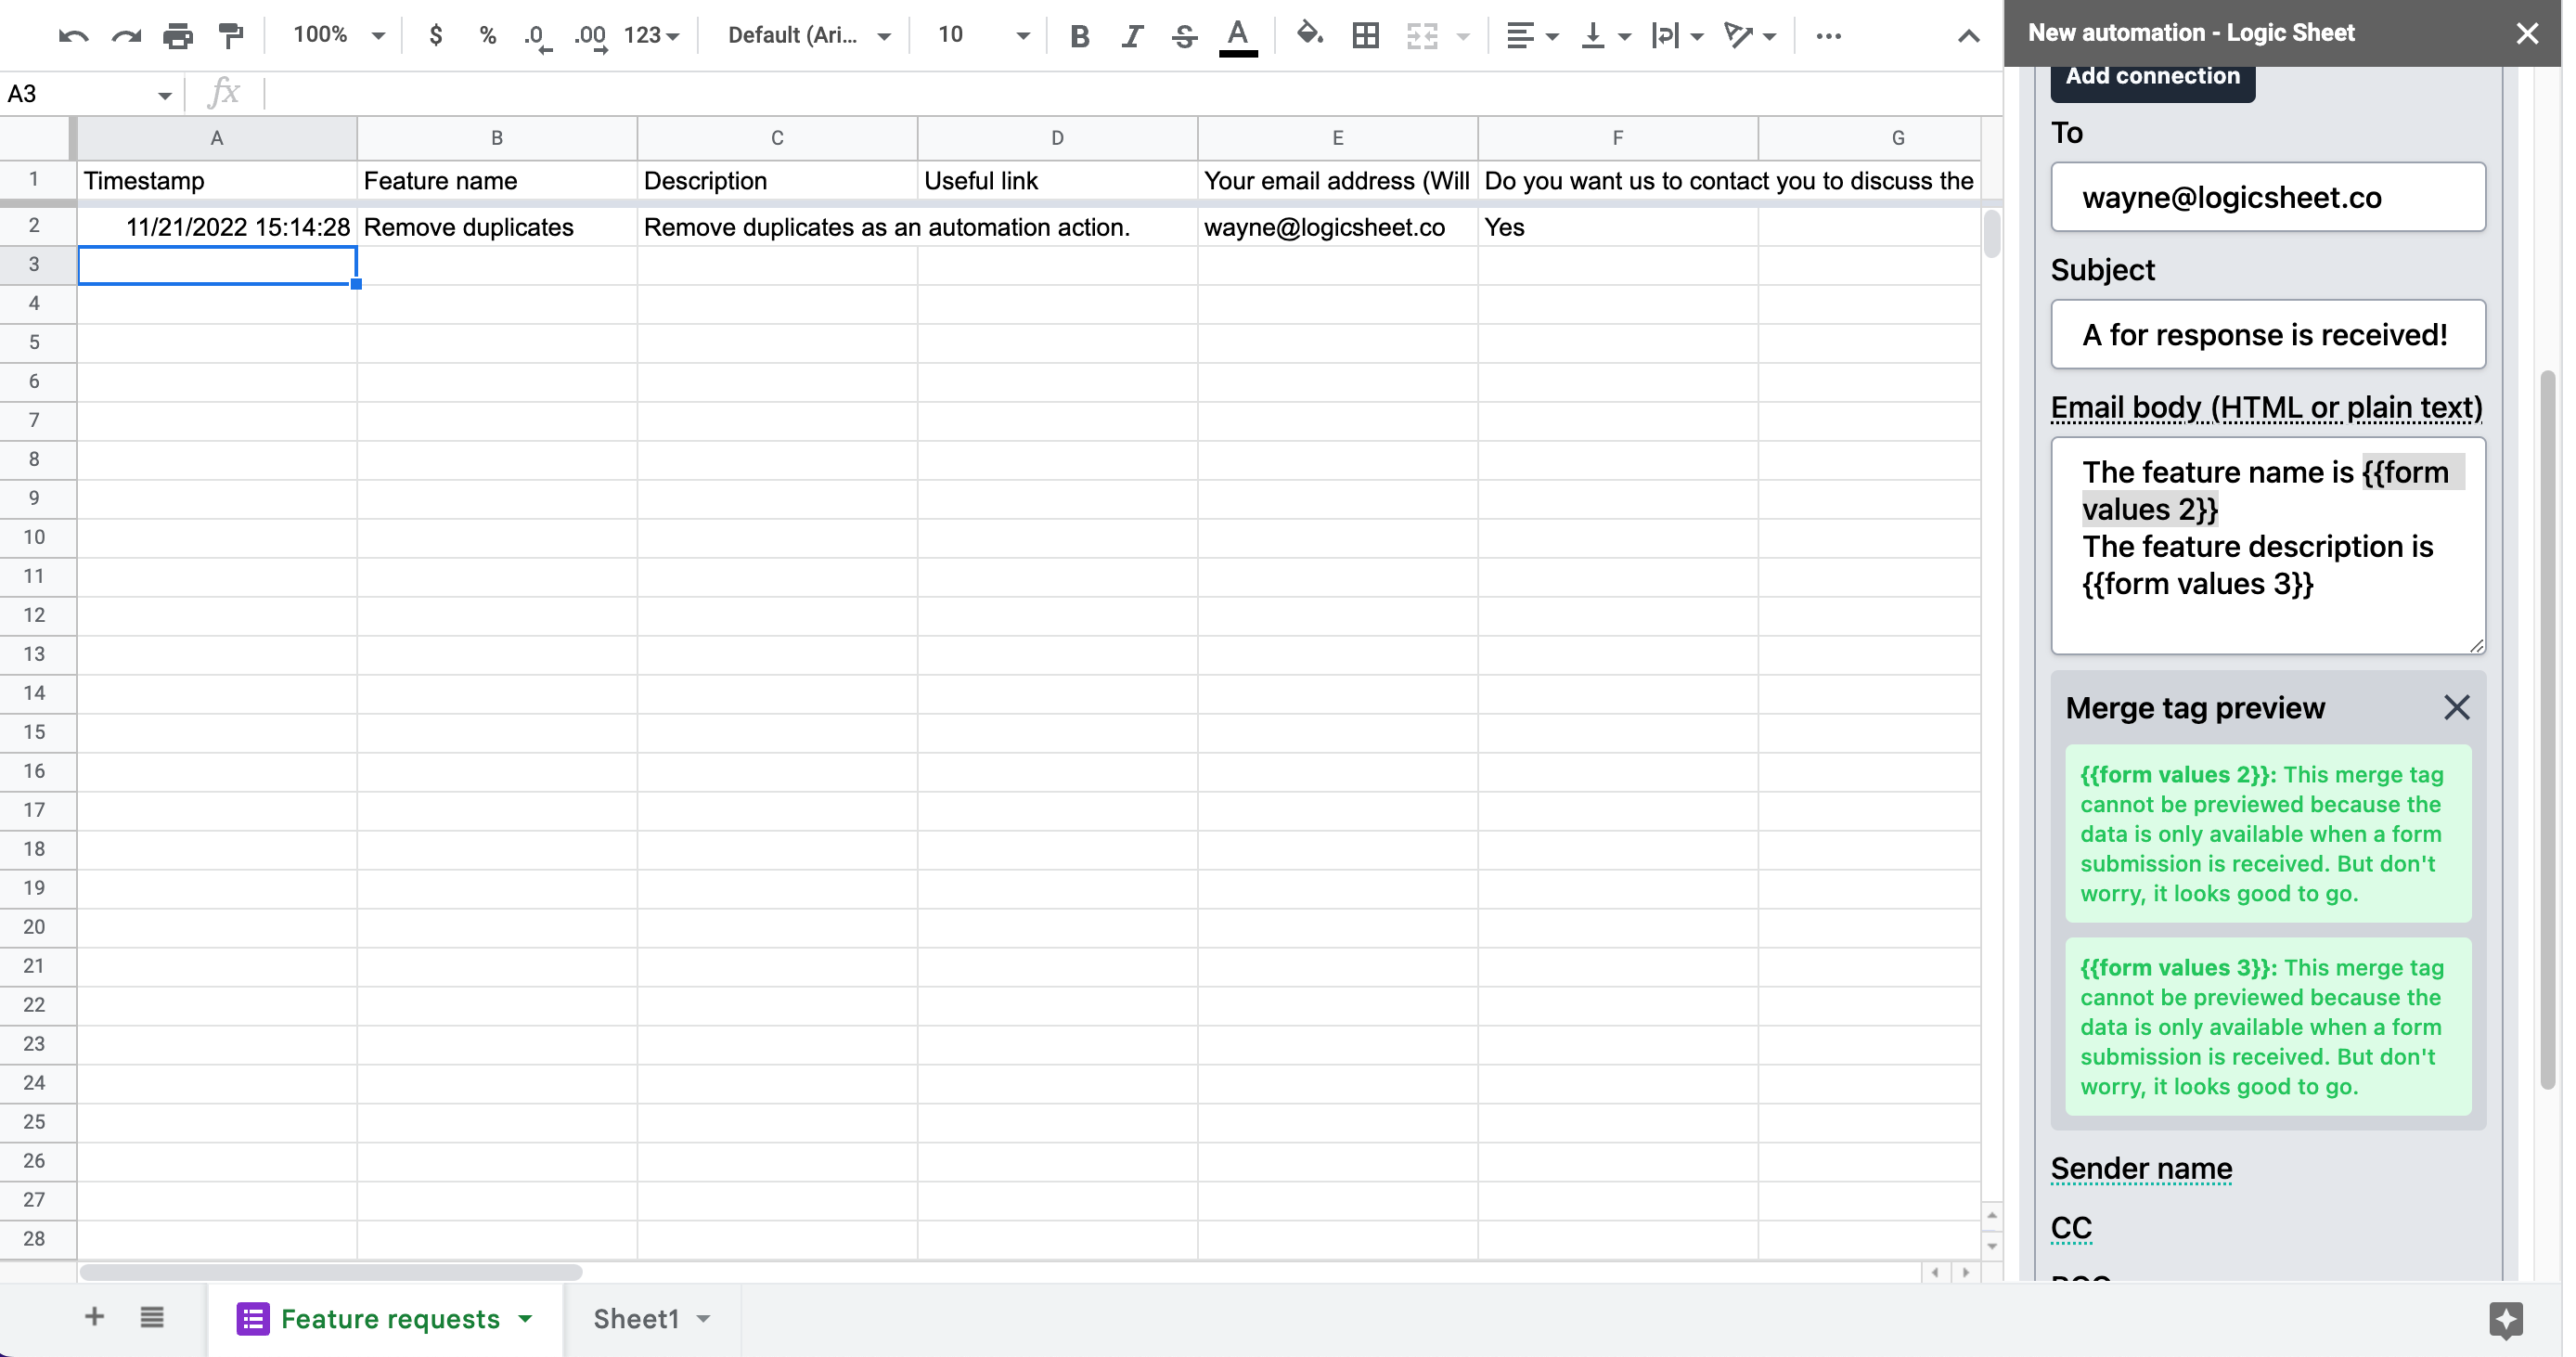 100% $ % .0 .00 123 Default (Ari... 10 B I S A
New automation - Logic Sheet
A3 fx
A B C D E F G
1 Timestamp Feature name Description Useful link Your email address (Will Do you want us to contact you to discuss the
2 11/21/2022 15:14:28 Remove duplicates Remove duplicates as an automation action. wayne@logicsheet.co Yes
3
4
5
6
7
8
9
10
11
12
13
14
15
16
17
18
19
20
21
22
23
24
25
26
27
28
Feature requests Sheet1
Add connection
To
wayne@logicsheet.co
Subject
A for response is received!
Email body (HTML or plain text)
The feature name is {{form
values 2}}
The feature description is
{{form values 3}}
Merge tag preview
{{form values 2}}: This merge tag
cannot be previewed because the
data is only available when a form
submission is received. But don't
worry, it looks good to go.
{{form values 3}}: This merge tag
cannot be previewed because the
data is only available when a form
submission is received. But don't
worry, it looks good to go.
Sender name
CC